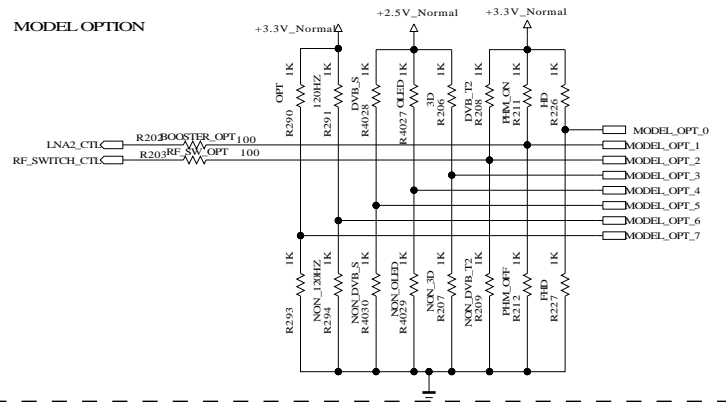 MODEL OPTION
+3.3V_Normal
+2.5V_Normal
+3.3V_Normal
OPT
R290
1K
120HZ
R291
1K
DVB_S
R4028
1K
OLED
R4027
1K
3D
R206
1K
DVB_T2
R208
1K
PHM_ON
R211
1K
HD
R226
1K
LNA2_CTL
R202
BOOSTER_OPT
100
RF_SWITCH_CTL
R203
RF_SW_OPT
100
MODEL_OPT_0
MODEL_OPT_1
MODEL_OPT_2
MODEL_OPT_3
MODEL_OPT_4
MODEL_OPT_5
MODEL_OPT_6
MODEL_OPT_7
R293
1K
NON_120HZ
R294
1K
NON_DVB_S
R4030
1K
NON_OLED
R4029
1K
NON_3D
R207
1K
NON_DVB_T2
R209
1K
PHM_OFF
R212
1K
FHD
R227
1K